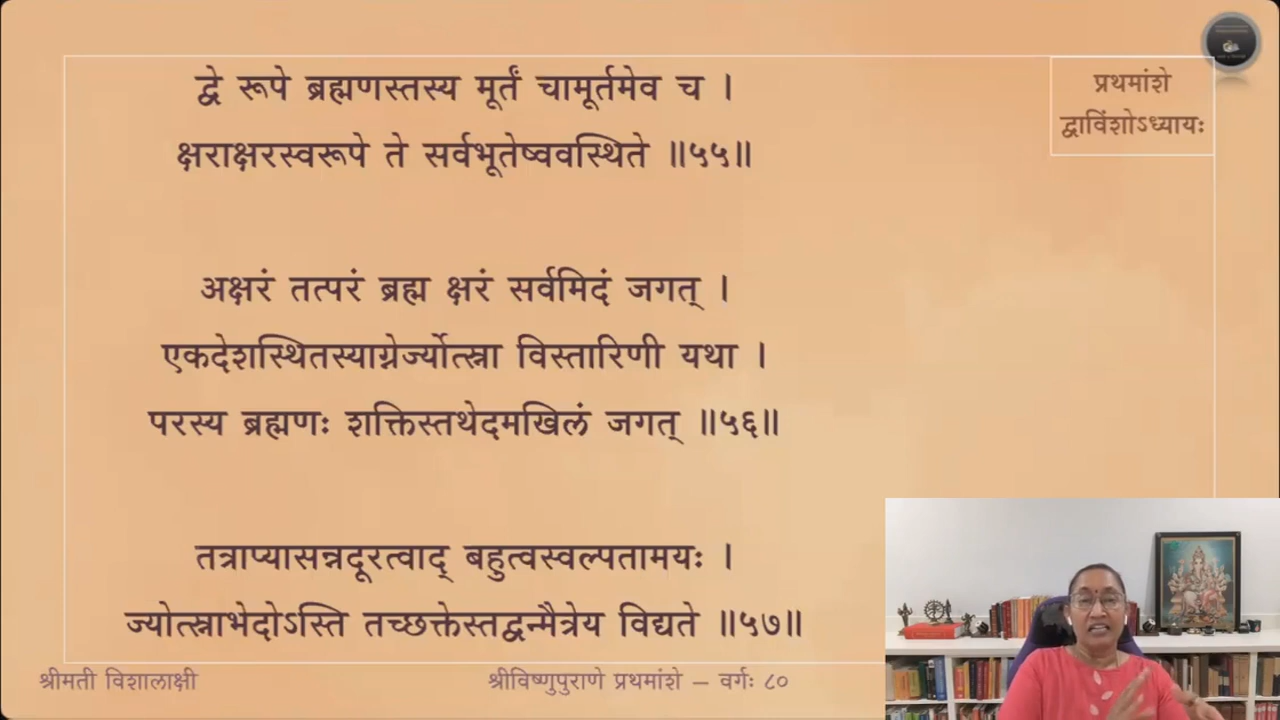 द्वे रूपे ब्रह्मणस्तस्य मूर्तं चामूर्तमेव च ।
क्षराक्षरस्वरूपे ते सर्वभूतेष्ववस्थिते ॥५५॥
प्रथमांशे
द्वाविंशोऽध्यायः
अक्षरं तत्परं ब्रह्म क्षरं सर्वमिदं जगत् ।
एकदेशस्थितस्याग्नेर्ज्योत्स्ना विस्तारिणी यथा ।
परस्य ब्रह्मणः शक्तिस्तथेदमखिलं जगत् ॥५६॥
तत्राप्यासन्नदूरत्वाद् बहुत्वस्वल्पतामयः ।
ज्योत्स्नाभेदोऽस्ति तच्छक्तेस्तद्वन्मैत्रेय विद्यते ॥५७॥
श्रीमती विशालाक्षी
श्रीविष्णुपुराणे प्रथमांशे – वर्गः ८०